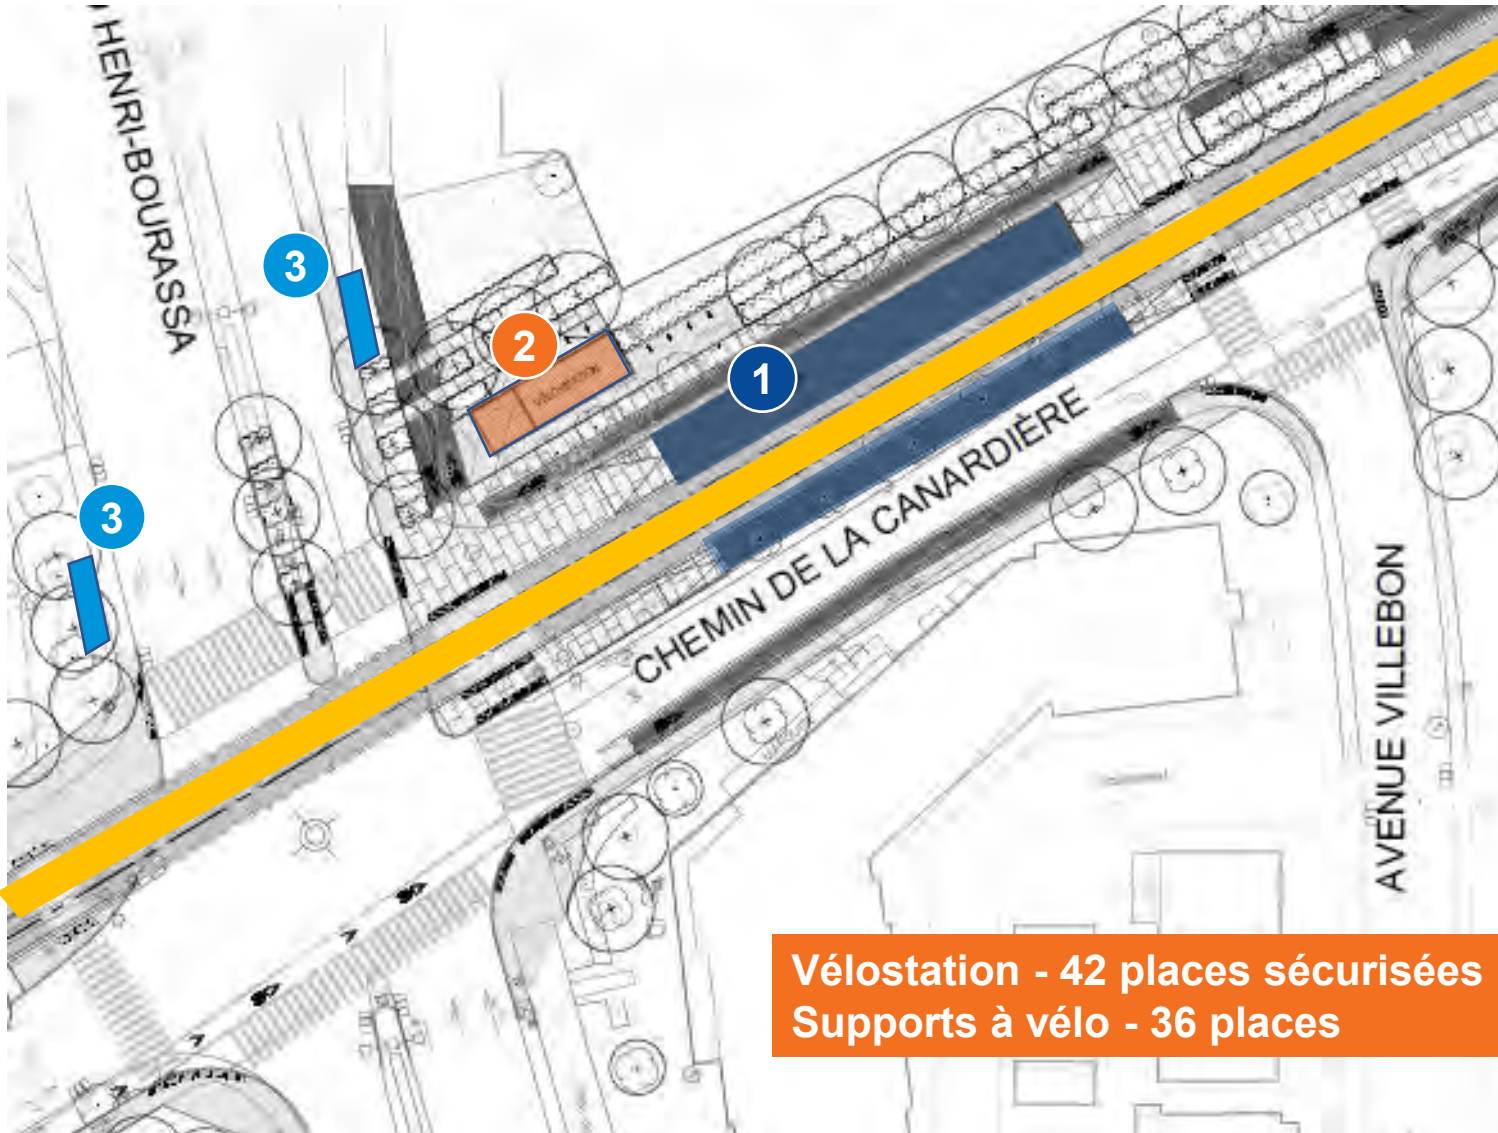 HENRI-BOURASSA
3
2
VÉLOSTATION
1
3
CHEMIN DE LA CANARDIÈRE
AVENUE VILLEBON
Vélostation - 42 places sécurisées
Supports à vélo - 36 places